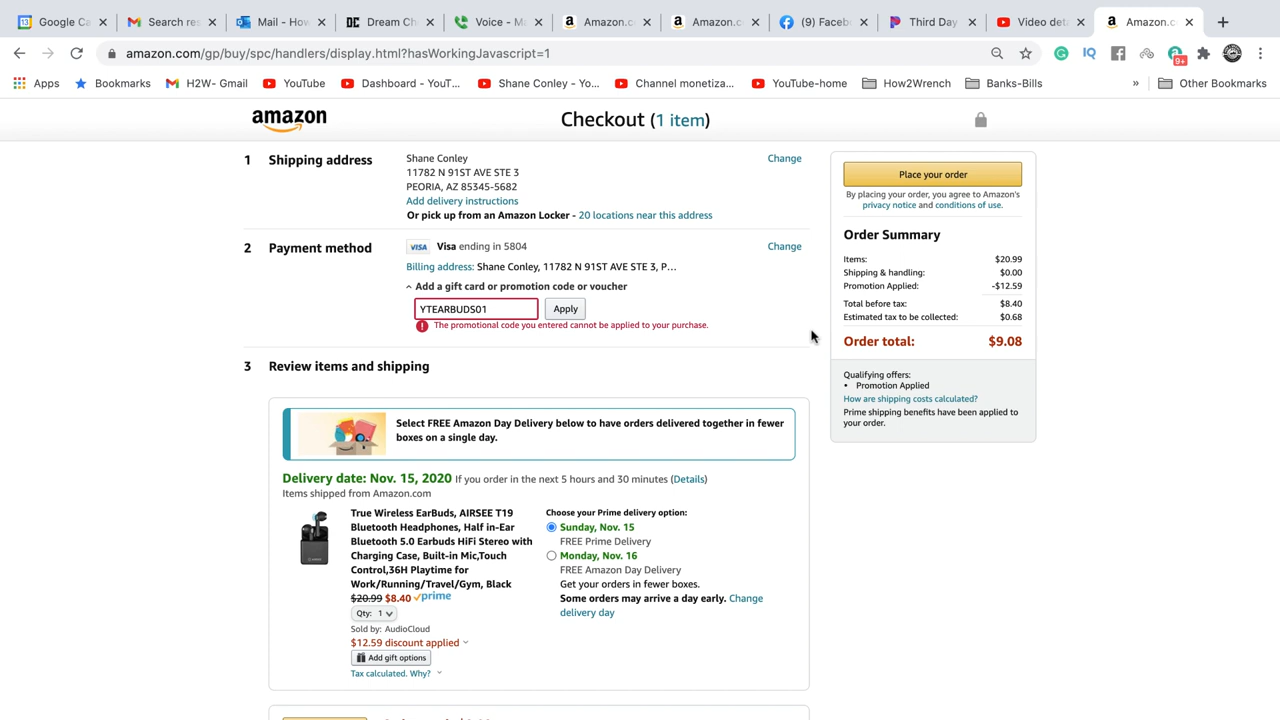 Google Ca
Search res
Mail - How
Dream Ch
Voice - Ma
Amazon.c
Amazon.c
(9) Facebo
Third Day
Video deta
Amazon.c
amazon.com/gp/buy/spc/handlers/display.html?hasWorkingJavascript=1
9+
Apps
Bookmarks
H2W- Gmail
YouTube
Dashboard - YouT...
Shane Conley - Yo...
Channel monetiza...
YouTube-home
How2Wrench
Banks-Bills
»
Other Bookmarks
amazon
Checkout (1 item)
1 Shipping address
Shane Conley
11782 N 91ST AVE STE 3
PEORIA, AZ 85345-5682
Add delivery instructions
Or pick up from an Amazon Locker - 20 locations near this address
Change
2 Payment method
VISA Visa ending in 5804
Change
Billing address: Shane Conley, 11782 N 91ST AVE STE 3, P...
Add a gift card or promotion code or voucher
YTEARBUDS01
Apply
The promotional code you entered cannot be applied to your purchase.
3 Review items and shipping
Select FREE Amazon Day Delivery below to have orders delivered together in fewer
boxes on a single day.
Delivery date: Nov. 15, 2020 If you order in the next 5 hours and 30 minutes (Details)
Items shipped from Amazon.com
True Wireless EarBuds, AIRSEE T19
Bluetooth Headphones, Half in-Ear
Bluetooth 5.0 Earbuds HiFi Stereo with
Charging Case, Built-in Mic,Touch
Control,36H Playtime for
Work/Running/Travel/Gym, Black
$20.99 $8.40 prime
Qty: 1
Sold by: AudioCloud
$12.59 discount applied
Add gift options
Tax calculated. Why?
Choose your Prime delivery option:
Sunday, Nov. 15
FREE Prime Delivery
Monday, Nov. 16
FREE Amazon Day Delivery
Get your orders in fewer boxes.
Some orders may arrive a day early. Change
delivery day
Place your order
By placing your order, you agree to Amazon's
privacy notice and conditions of use.
Order Summary
Items: $20.99
Shipping & handling: $0.00
Promotion Applied: -$12.59
Total before tax: $8.40
Estimated tax to be collected: $0.68
Order total: $9.08
Qualifying offers:
• Promotion Applied
How are shipping costs calculated?
Prime shipping benefits have been applied to
your order.